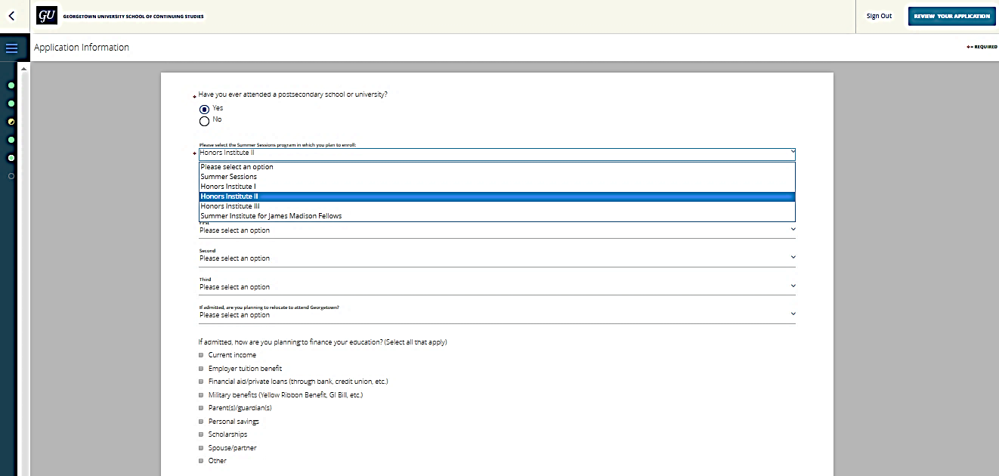 GU GEORGETOWN UNIVERSITY SCHOOL OF CONTINUING STUDIES
Sign Out
REVIEW YOUR APPLICATION
Application Information
* = REQUIRED
* Have you ever attended a postsecondary school or university?
Yes
No
Please select the Summer Sessions program in which you plan to enroll:
* Honors Institute II
Please select an option
Summer Sessions
Honors Institute I
Honors Institute II
Honors Institute III
Summer Institute for James Madison Fellows
First
Please select an option
Second
Please select an option
Third
Please select an option
If admitted, are you planning to relocate to attend Georgetown?
Please select an option
If admitted, how are you planning to finance your education? (Select all that apply)
Current income
Employer tuition benefit
Financial aid/private loans (through bank, credit union, etc.)
Military benefits (Yellow Ribbon Benefit, GI Bill, etc.)
Parent(s)/guardian(s)
Personal savings
Scholarships
Spouse/partner
Other